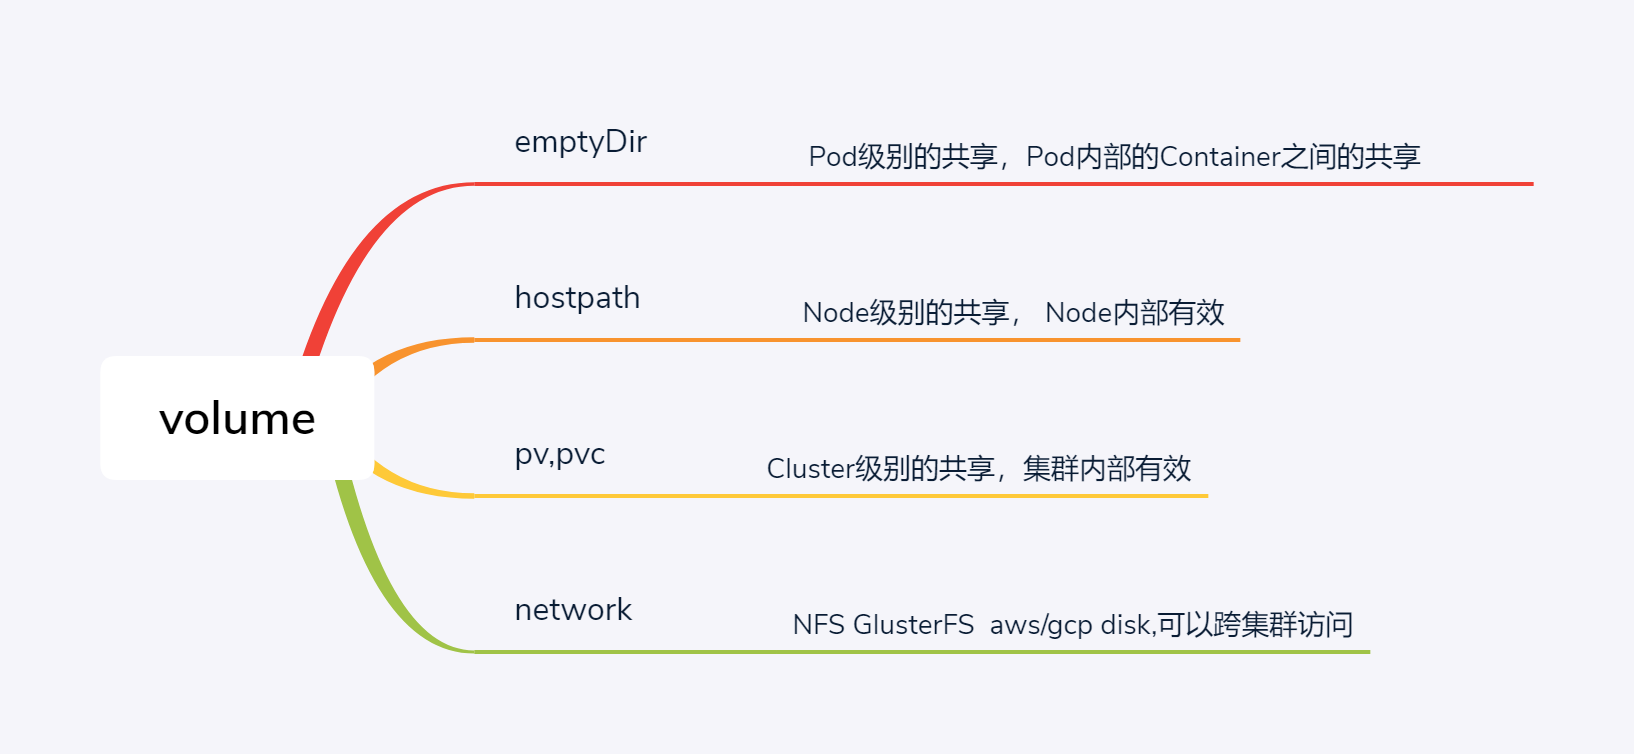 emptyDir
Pod级别的共享，Pod内部的Container之间的共享
hostpath
Node级别的共享， Node内部有效
volume
pv,pvc
Cluster级别的共享，集群内部有效
network
NFS GlusterFS  aws/gcp disk,可以跨集群访问